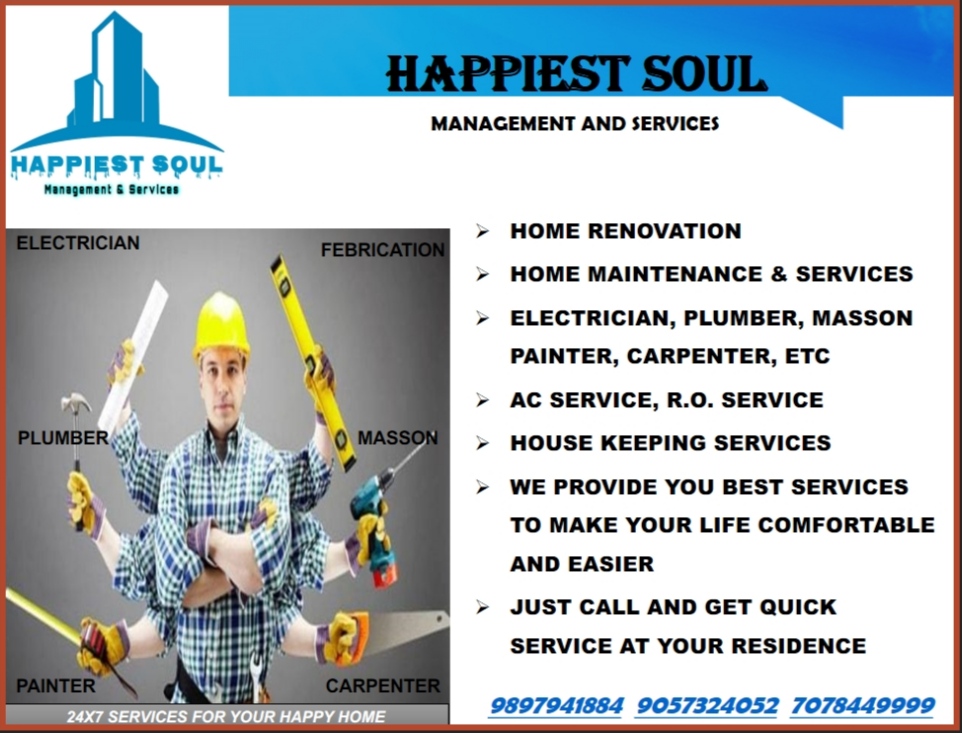 HAPPIEST SOUL
Management & Services
HAPPIEST SOUL
MANAGEMENT AND SERVICES
ELECTRICIAN
FEBRICATION
PLUMBER
MASSON
PAINTER
CARPENTER
24X7 SERVICES FOR YOUR HAPPY HOME
HOME RENOVATION
HOME MAINTENANCE & SERVICES
ELECTRICIAN, PLUMBER, MASSON
PAINTER, CARPENTER, ETC
AC SERVICE, R.O. SERVICE
HOUSE KEEPING SERVICES
WE PROVIDE YOU BEST SERVICES
TO MAKE YOUR LIFE COMFORTABLE
AND EASIER
JUST CALL AND GET QUICK
SERVICE AT YOUR RESIDENCE
9897941884 9057324052 7078449999